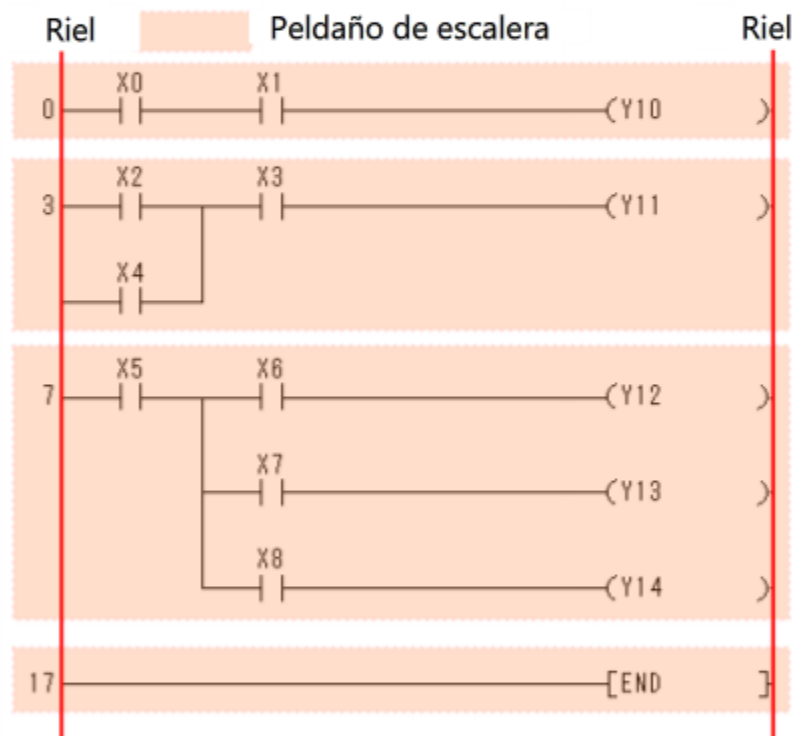 Riel Peldaño de escalera Riel
X0 X1
0 (Y10 )
X2 X3
3 (Y11 )
X4
X5 X6
7 (Y12 )
X7
(Y13 )
X8
(Y14 )
17 [END ]